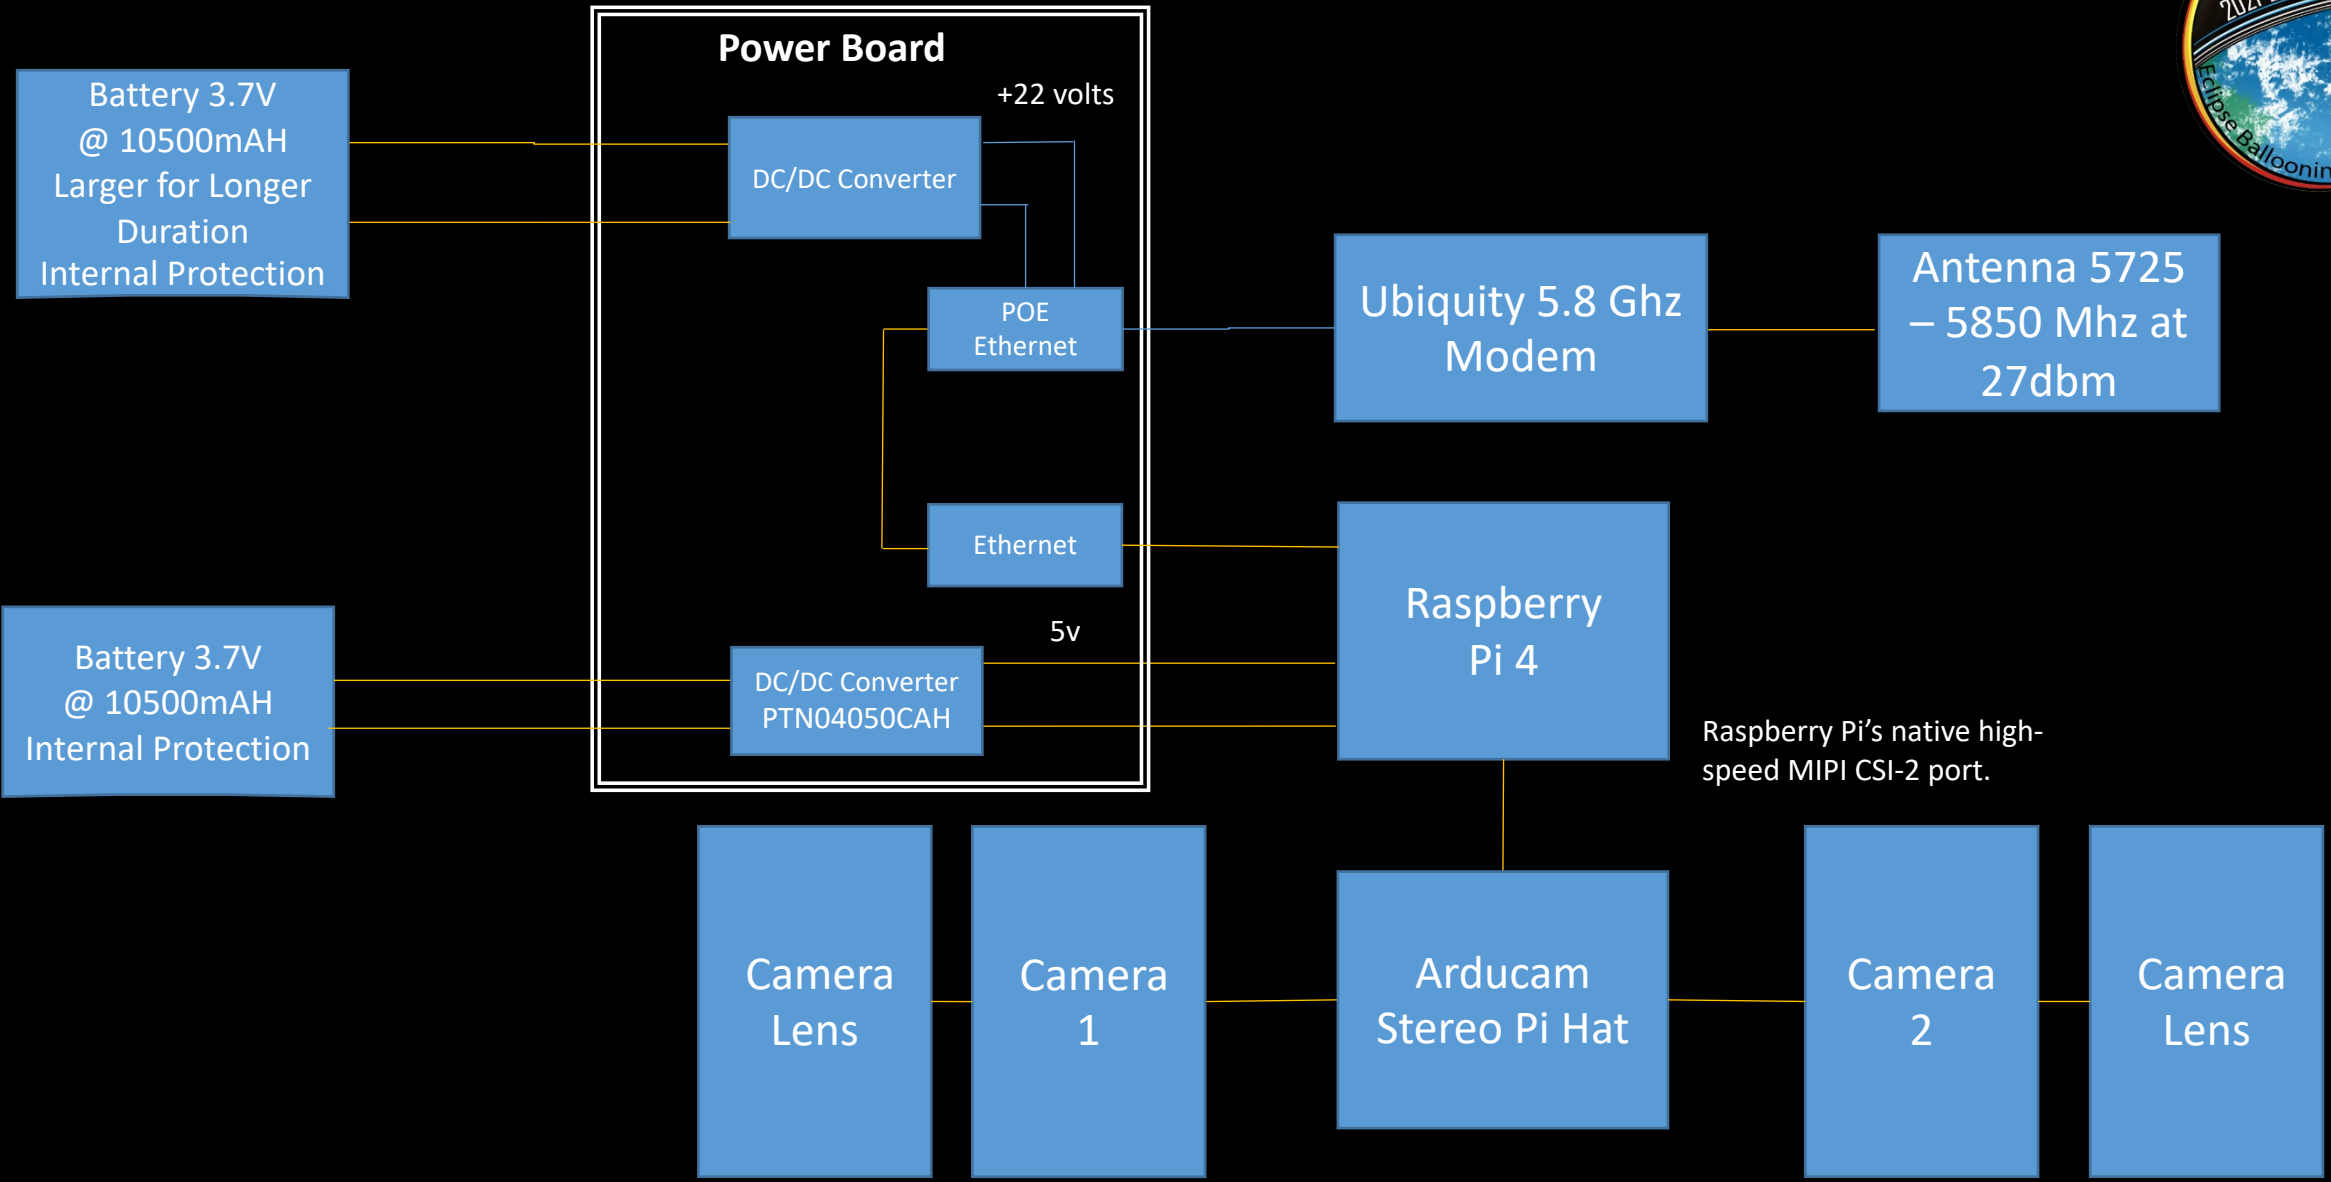 Power Board
+22 volts
Battery 3.7V
@ 10500mAH
Larger for Longer
Duration
Internal Protection
DC/DC Converter
POE
Ethernet
Ubiquity 5.8 Ghz
Modem
Antenna 5725
– 5850 Mhz at
27dbm
Ethernet
Raspberry
Pi 4
5v
Battery 3.7V
@ 10500mAH
Internal Protection
DC/DC Converter
PTN04050CAH
Raspberry Pi’s native high-
speed MIPI CSI-2 port.
Camera
Lens
Camera
1
Arducam
Stereo Pi Hat
Camera
2
Camera
Lens
Eclipse